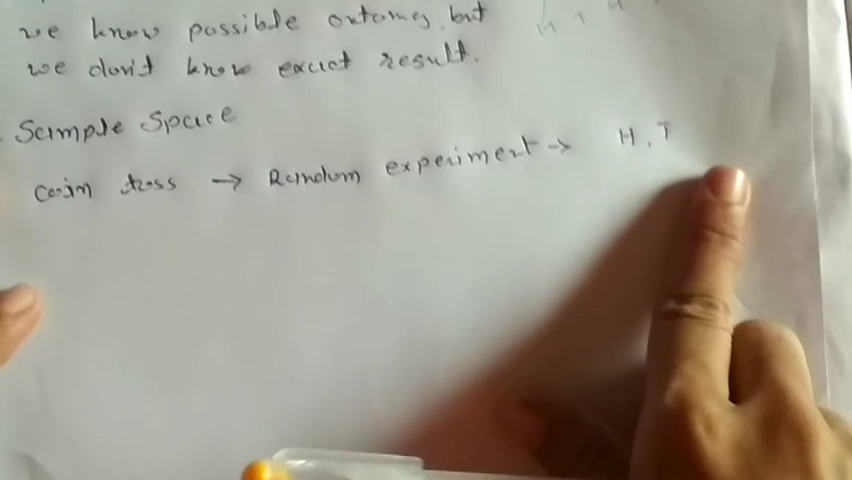 we know possible outcomes, but
H T H
we don't know exact result.
Sample Space
Coin toss → Random experiment → H, T